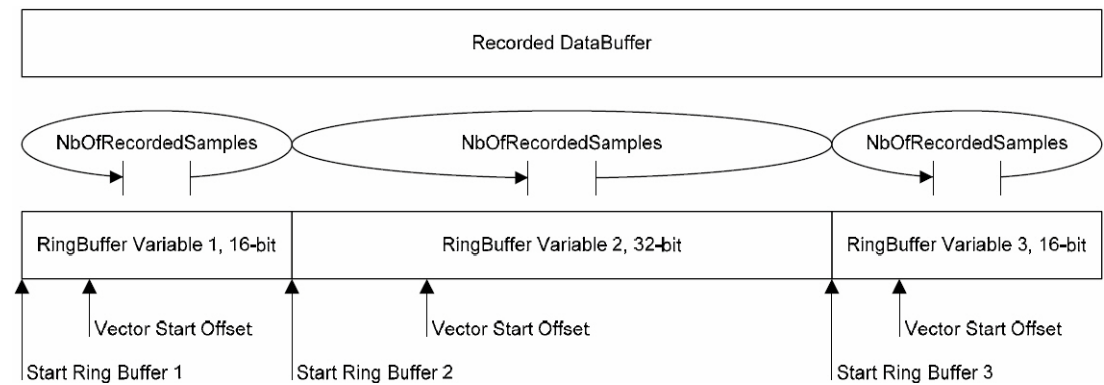 Recorded DataBuffer
NbOfRecordedSamples
NbOfRecordedSamples
NbOfRecordedSamples
RingBuffer Variable 1, 16-bit
RingBuffer Variable 2, 32-bit
RingBuffer Variable 3, 16-bit
Vector Start Offset
Vector Start Offset
Vector Start Offset
Start Ring Buffer 1
Start Ring Buffer 2
Start Ring Buffer 3